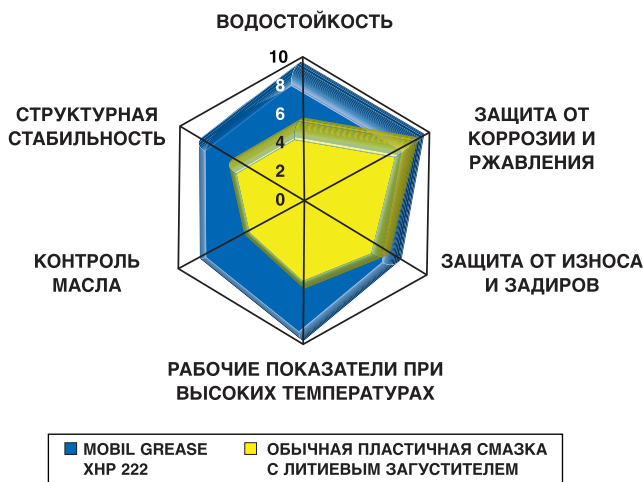 ВОДОСТОЙКОСТЬ
10
8
6
4
2
0
СТРУКТУРНАЯ
СТАБИЛЬНОСТЬ
ЗАЩИТА ОТ
КОРРОЗИИ И
РЖАВЛЕНИЯ
КОНТРОЛЬ
МАСЛА
ЗАЩИТА ОТ ИЗНОСА
И ЗАДИРОВ
РАБОЧИЕ ПОКАЗАТЕЛИ ПРИ
ВЫСОКИХ ТЕМПЕРАТУРАХ
MOBIL GREASE
XHP 222
ОБЫЧНАЯ ПЛАСТИЧНАЯ СМАЗКА
С ЛИТИЕВЫМ ЗАГУСТИТЕЛЕМ